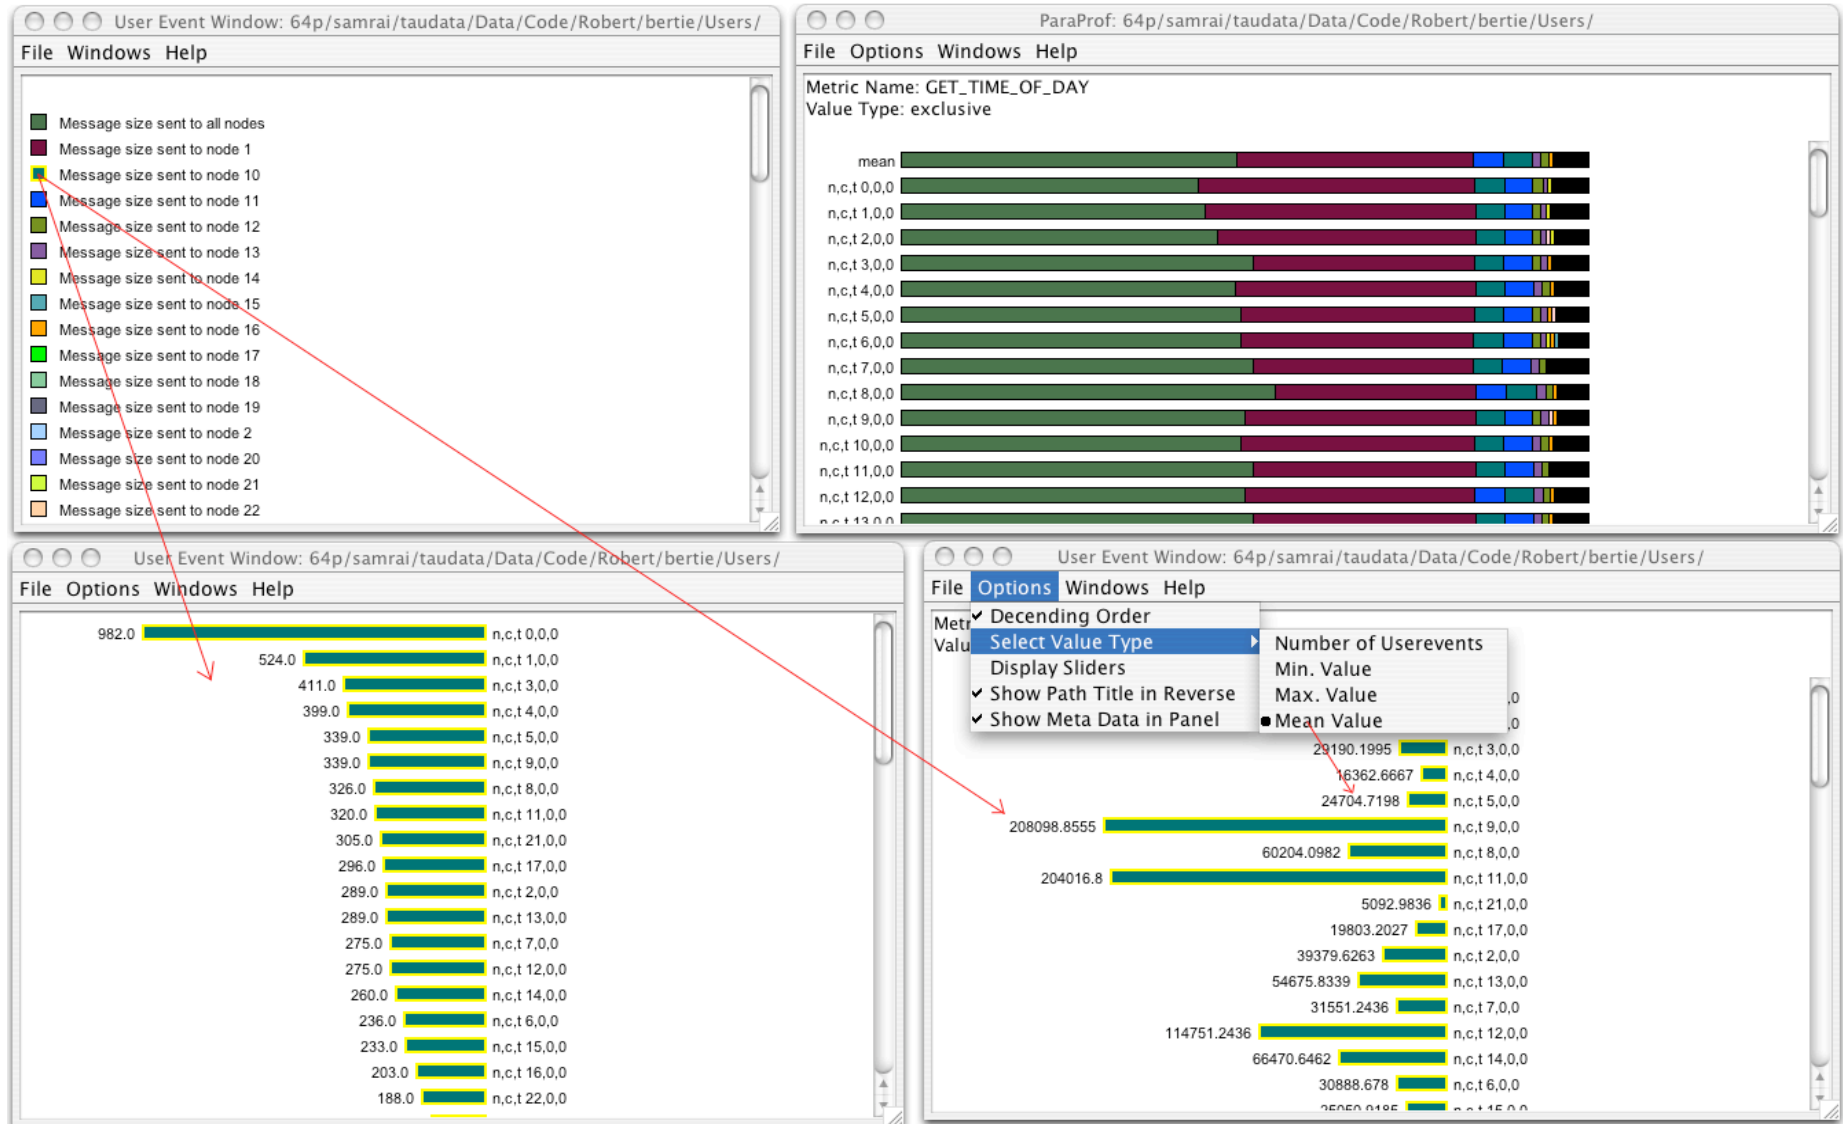 User Event Window: 64p/samrai/taudata/Data/Code/Robert/bertie/Users/
File Windows Help
Message size sent to all nodes
Message size sent to node 1
Message size sent to node 10
Message size sent to node 11
Message size sent to node 12
Message size sent to node 13
Message size sent to node 14
Message size sent to node 15
Message size sent to node 16
Message size sent to node 17
Message size sent to node 18
Message size sent to node 19
Message size sent to node 2
Message size sent to node 20
Message size sent to node 21
Message size sent to node 22
ParaProf: 64p/samrai/taudata/Data/Code/Robert/bertie/Users/
File Options Windows Help
Metric Name: GET_TIME_OF_DAY
Value Type: exclusive
mean
n,c,t 0,0,0
n,c,t 1,0,0
n,c,t 2,0,0
n,c,t 3,0,0
n,c,t 4,0,0
n,c,t 5,0,0
n,c,t 6,0,0
n,c,t 7,0,0
n,c,t 8,0,0
n,c,t 9,0,0
n,c,t 10,0,0
n,c,t 11,0,0
n,c,t 12,0,0
n,c,t 13,0,0
User Event Window: 64p/samrai/taudata/Data/Code/Robert/bertie/Users/
File Options Windows Help
982.0 n,c,t 0,0,0
524.0 n,c,t 1,0,0
411.0 n,c,t 3,0,0
399.0 n,c,t 4,0,0
339.0 n,c,t 5,0,0
339.0 n,c,t 9,0,0
326.0 n,c,t 8,0,0
320.0 n,c,t 11,0,0
305.0 n,c,t 21,0,0
296.0 n,c,t 17,0,0
289.0 n,c,t 2,0,0
289.0 n,c,t 13,0,0
275.0 n,c,t 7,0,0
275.0 n,c,t 12,0,0
260.0 n,c,t 14,0,0
236.0 n,c,t 6,0,0
233.0 n,c,t 15,0,0
203.0 n,c,t 16,0,0
188.0 n,c,t 22,0,0
User Event Window: 64p/samrai/taudata/Data/Code/Robert/bertie/Users/
File Options Windows Help
Metr
Valu
Decending Order
Select Value Type
Display Sliders
Show Path Title in Reverse
Show Meta Data in Panel
Number of Userevents
Min. Value
Max. Value
Mean Value
,0
,0
29190.1995 n,c,t 3,0,0
16362.6667 n,c,t 4,0,0
24704.7198 n,c,t 5,0,0
208098.8555 n,c,t 9,0,0
60204.0982 n,c,t 8,0,0
204016.8 n,c,t 11,0,0
5092.9836 n,c,t 21,0,0
19803.2027 n,c,t 17,0,0
39379.6263 n,c,t 2,0,0
54675.8339 n,c,t 13,0,0
31551.2436 n,c,t 7,0,0
114751.2436 n,c,t 12,0,0
66470.6462 n,c,t 14,0,0
30888.678 n,c,t 6,0,0
n,c,t 15,0,0